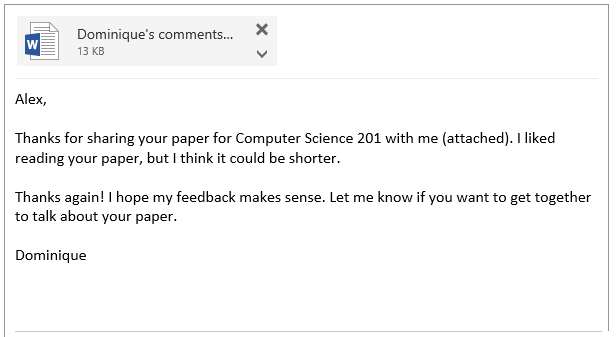 Dominique's comments...
13 KB
W
Alex,
Thanks for sharing your paper for Computer Science 201 with me (attached). I liked
reading your paper, but I think it could be shorter.
Thanks again! I hope my feedback makes sense. Let me know if you want to get together
to talk about your paper.
Dominique